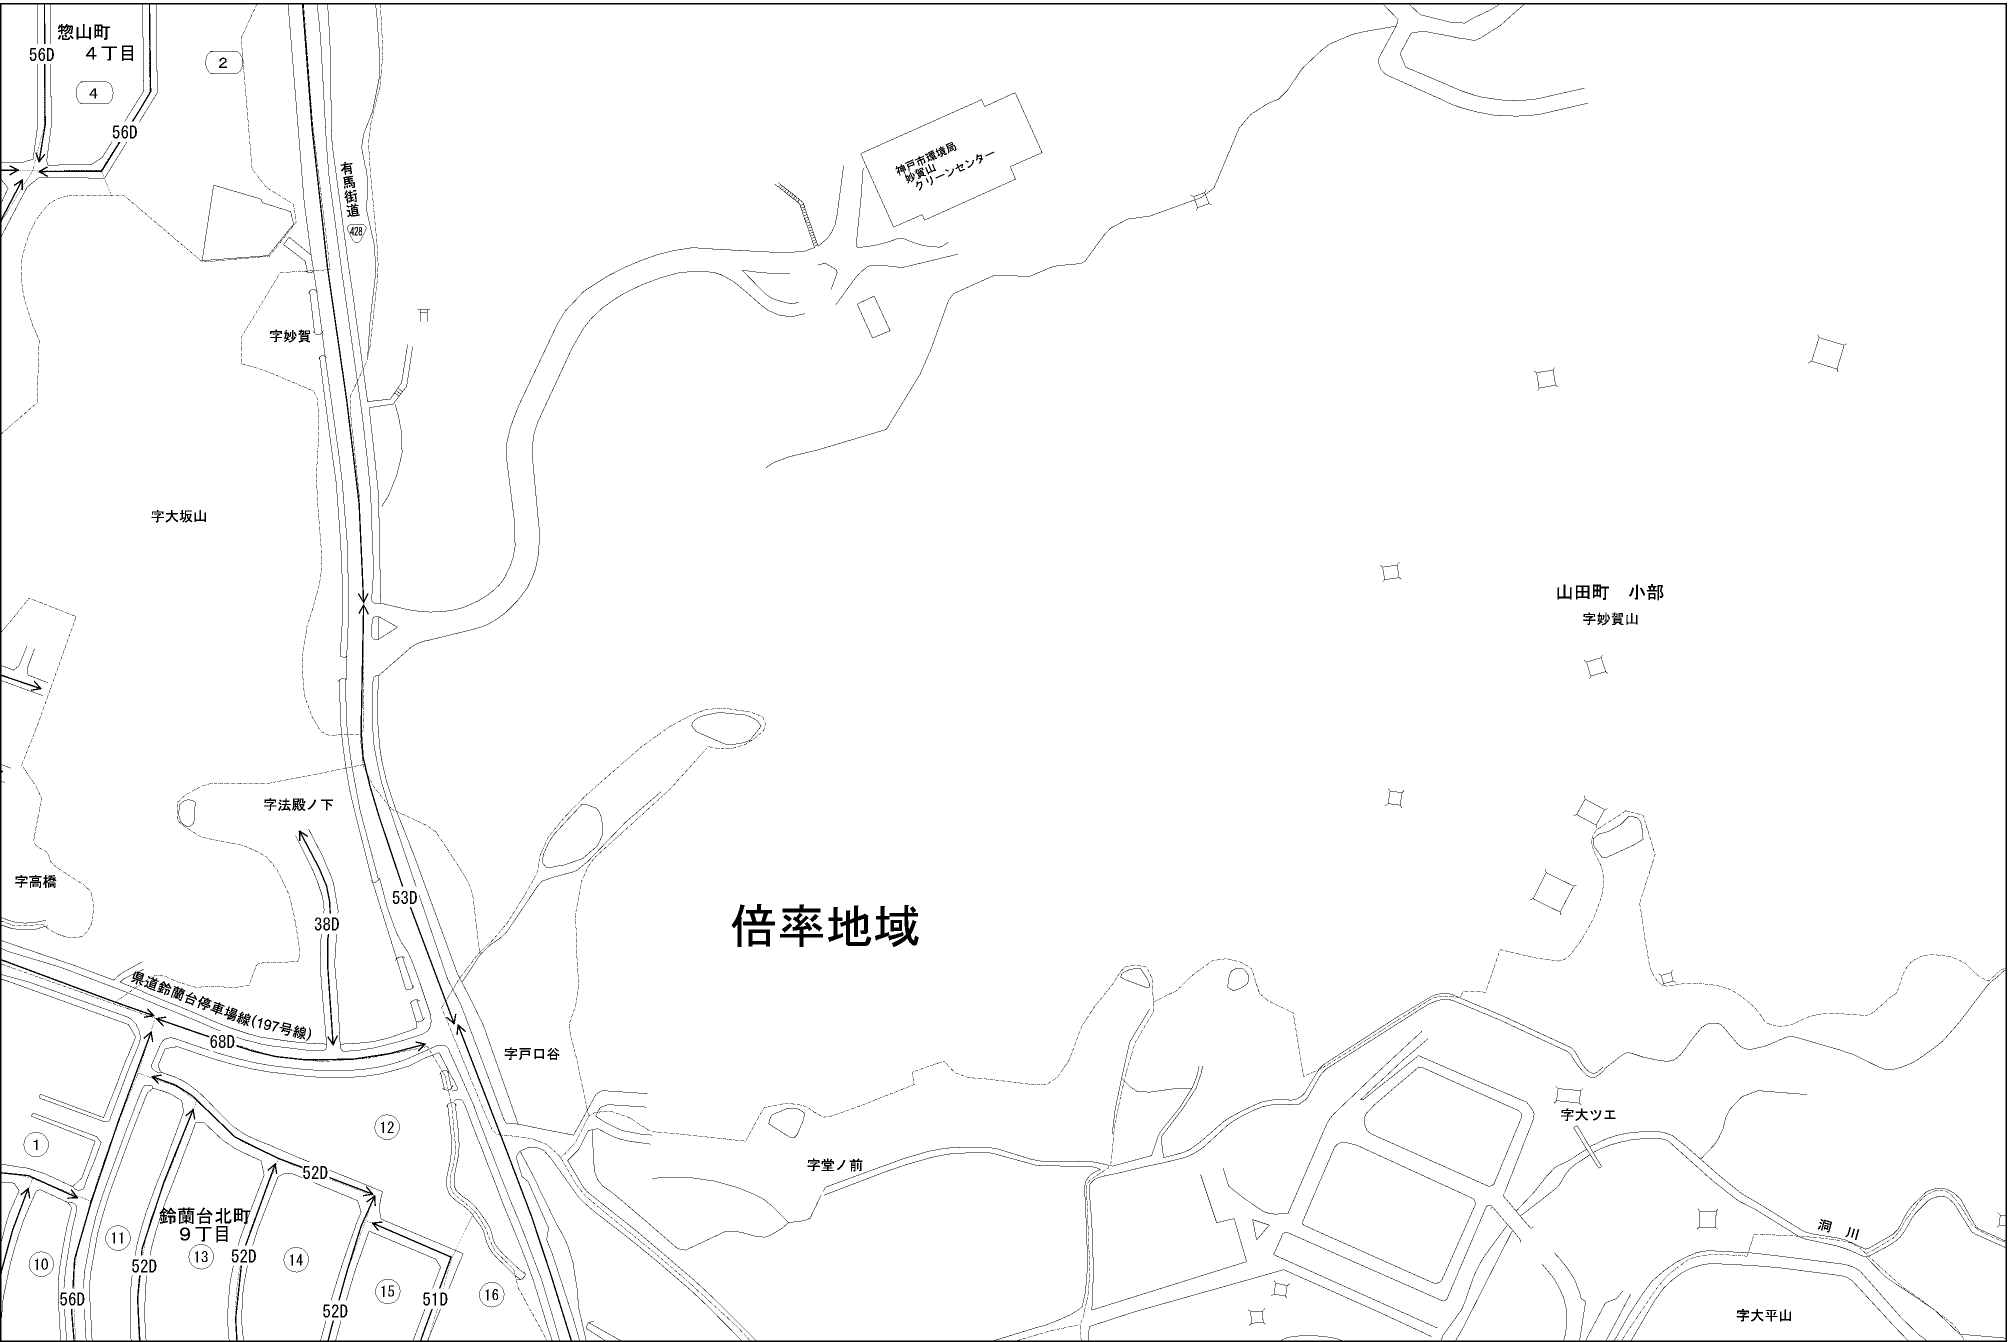 惣山町
４丁目
56D
4
2
56D
有馬街道
428
神戸市環境局
妙賀山
クリーンセンター
字妙賀
字大坂山
山田町　小部
字妙賀山
字法殿ノ下
字高橋
53D
38D
倍率地域
県道鈴蘭台停車場線(197号線)
68D
字戸口谷
12
1
52D
字堂ノ前
字大ツエ
鈴蘭台北町
９丁目
11
13
10
52D
52D
14
15
16
56D
52D
51D
洞川
字大平山